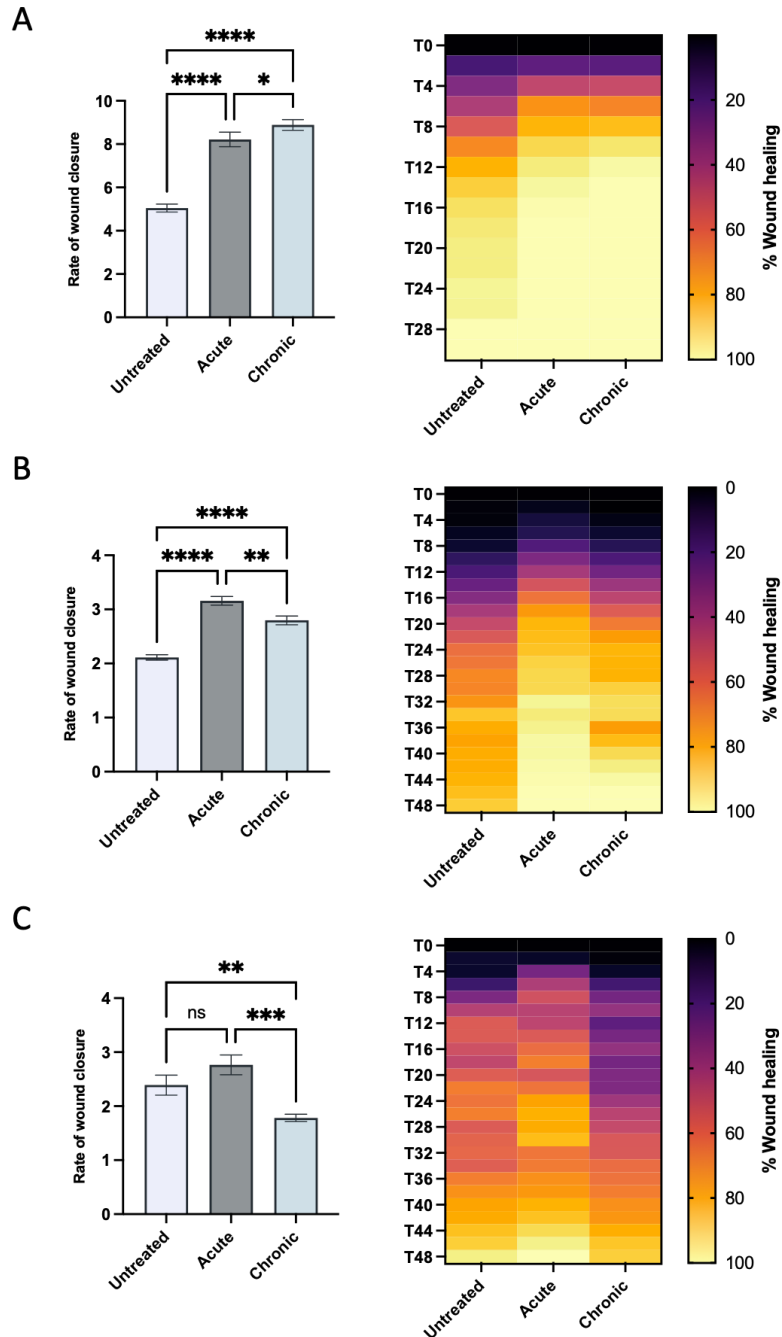 A
****
****
*
Rate of wound closure
10
8
6
4
2
0
Untreated
Acute
Chronic
T0
T4
T8
T12
T16
T20
T24
T28
Untreated
Acute
Chronic
20
40
60
80
100
% Wound healing
B
****
****
**
Rate of wound closure
4
3
2
1
0
Untreated
Acute
Chronic
T0
T4
T8
T12
T16
T20
T24
T28
T32
T36
T40
T44
T48
Untreated
Acute
Chronic
0
20
40
60
80
100
% Wound healing
C
**
ns
***
Rate of wound closure
4
3
2
1
0
Untreated
Acute
Chronic
T0
T4
T8
T12
T16
T20
T24
T28
T32
T36
T40
T44
T48
Untreated
Acute
Chronic
0
20
40
60
80
100
% Wound healing